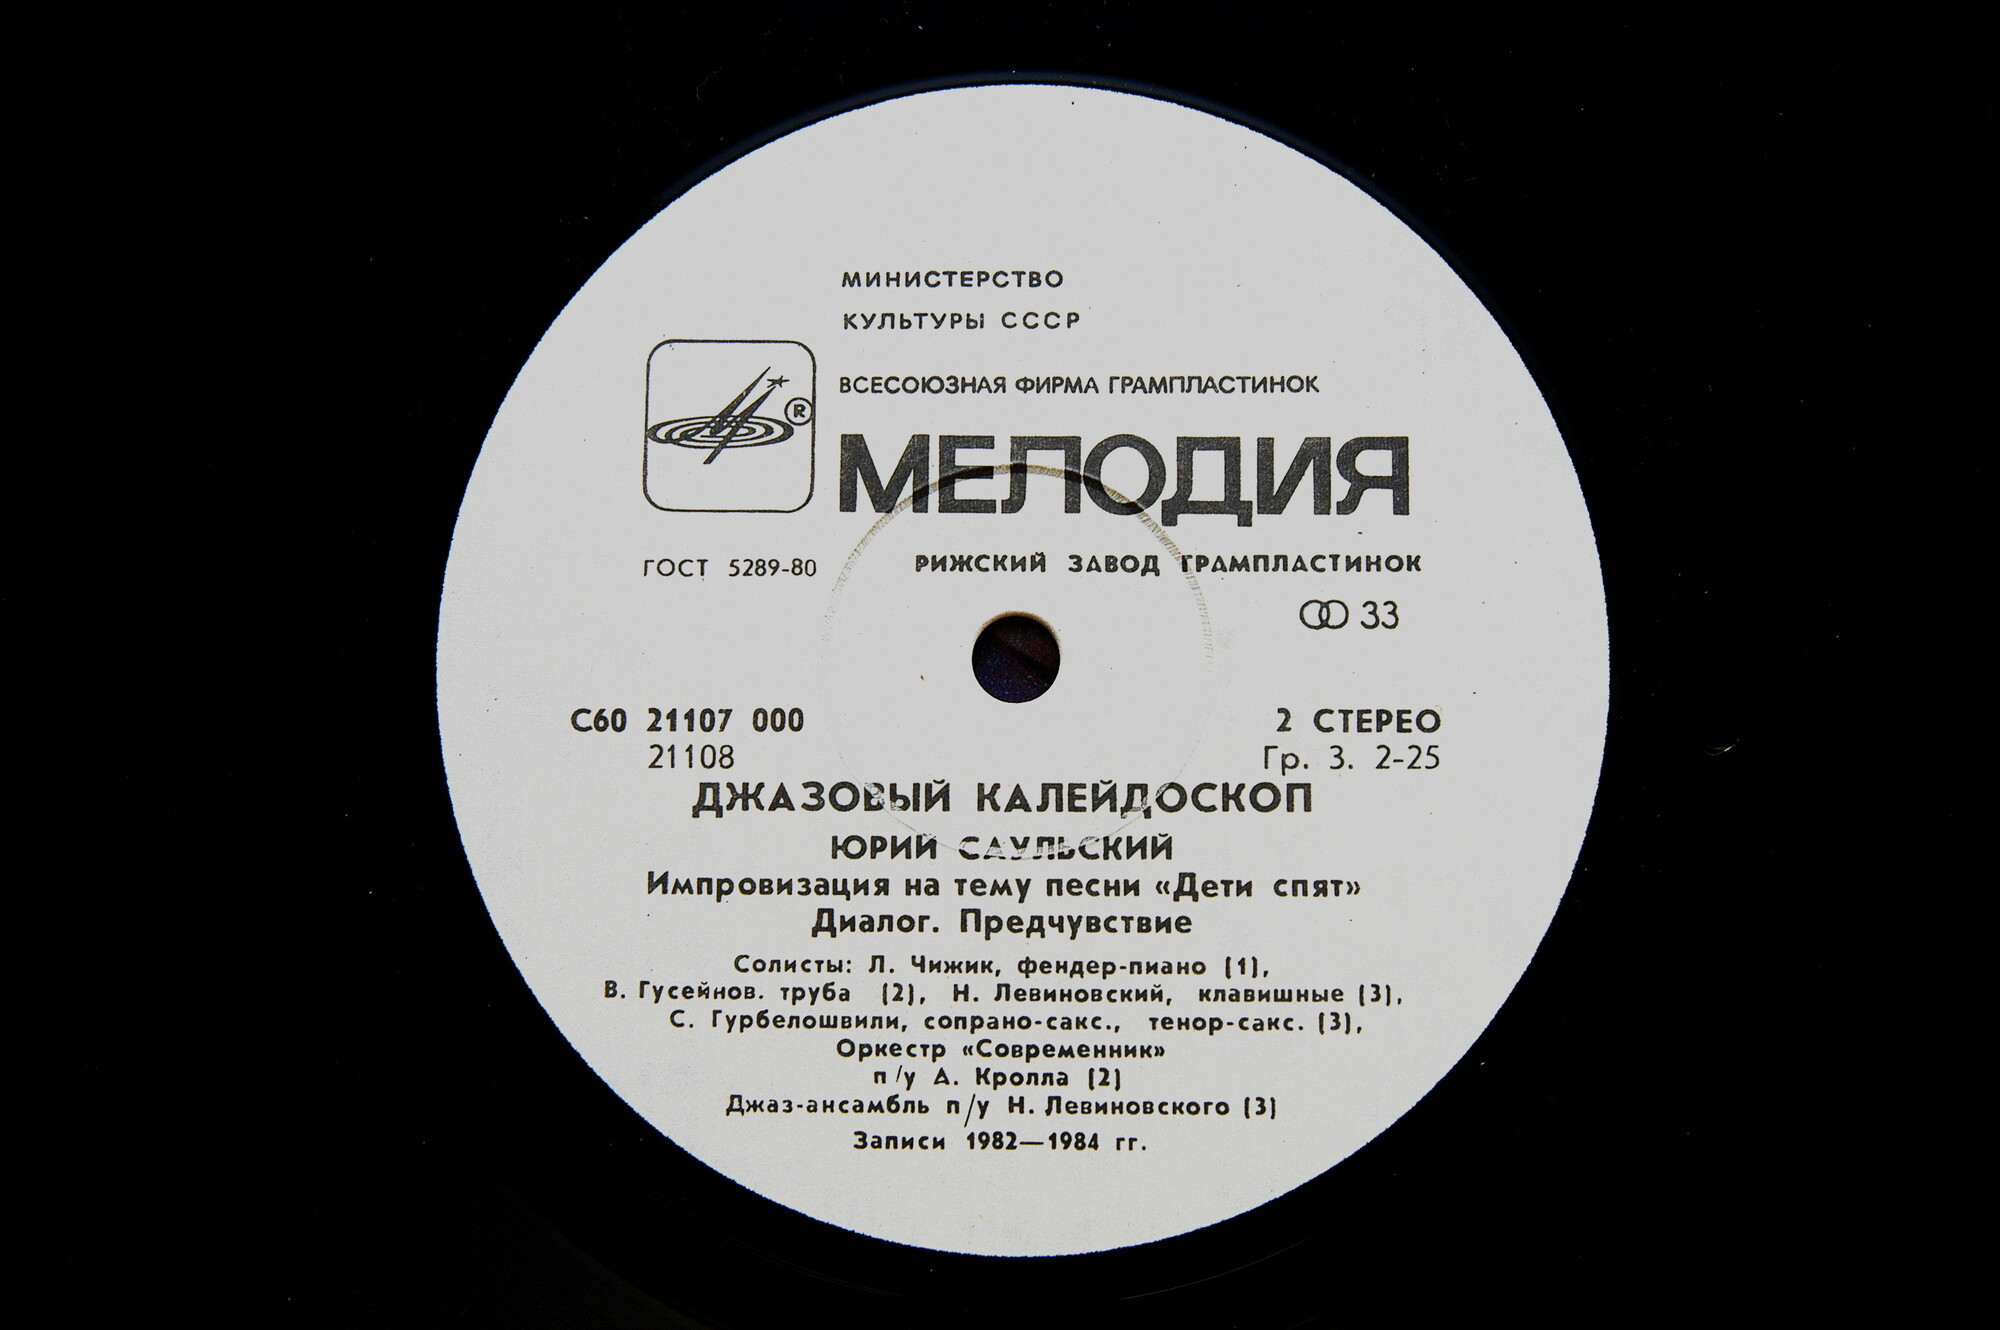 МИНИСТЕРСТВО
КУЛЬТУРЫ СССР
ВСЕСОЮЗНАЯ ФИРМА ГРАМПЛАСТИНОК
®
МЕЛОДИЯ
ГОСТ 5289-80
РИЖСКИЙ ЗАВОД ГРАМПЛАСТИНОК
33
С60 21107 000
21108
2 СТЕРЕО
Гр. 3. 2-25
ДЖАЗОВЫЙ КАЛЕЙДОСКОП
ЮРИЙ САУЛЬСКИЙ
Импровизация на тему песни «Дети спят»
Диалог. Предчувствие
Солисты: Л. Чижик, фендер-пиано (1),
В. Гусейнов. труба (2), Н. Левиновский, клавишные (3),
С. Гурбелошвили, сопрано-сакс., тенор-сакс. (3),
Оркестр «Современник»
п/у А. Кролла (2)
Джаз-ансамбль п/у Н. Левиновского (3)
Записи 1982—1984 гг.